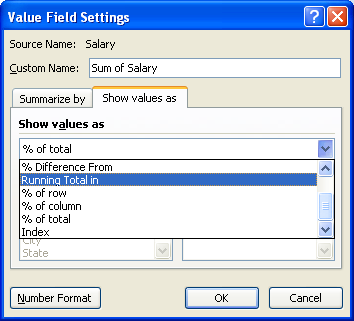 Value Field Settings
Source Name: Salary
Custom Name: Sum of Salary
Summarize by Show values as
Show values as
% of total
% Difference From
Running Total in
% of row
% of column
% of total
Index
City
State
Number Format OK Cancel